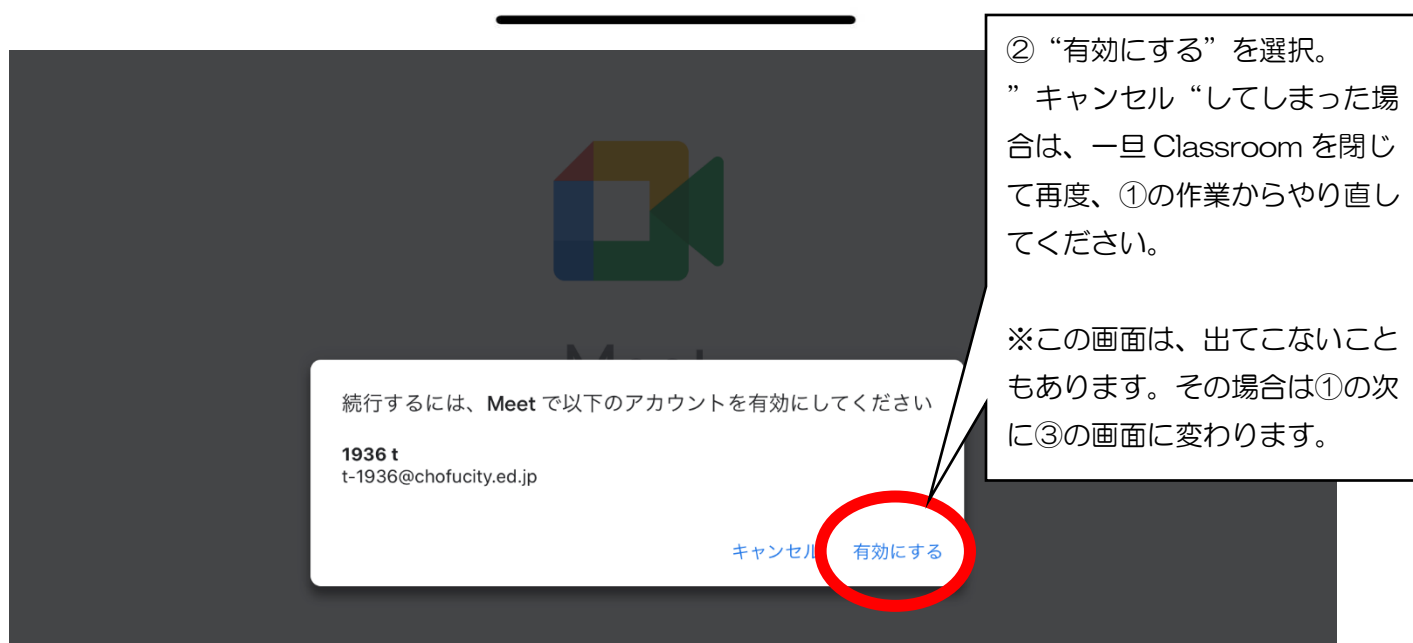 ②“有効にする”を選択。
”キャンセル“してしまった場
合は、一旦 Classroom を閉じ
て再度、①の作業からやり直し
てください。
※この画面は、出てこないこと
もあります。その場合は①の次
に③の画面に変わります。
Meet
続行するには、Meet で以下のアカウントを有効にしてください
1936 t
t-1936@chofucity.ed.jp
キャンセル 有効にする